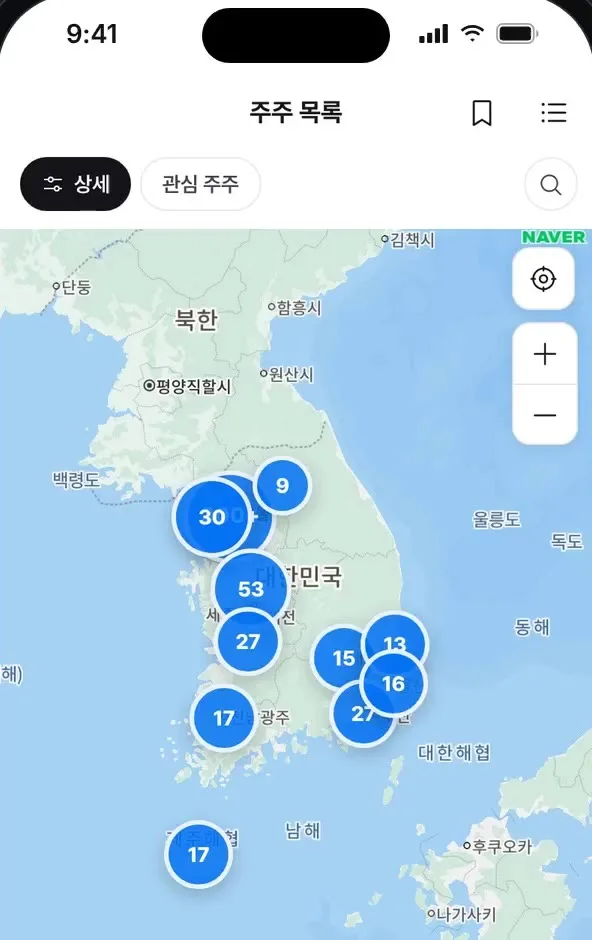 9:41
주주 목록
상세
관심 주주
NAVER
김책시
단둥
함흥시
북한
원산시
평양직할시
백령도
9
30
울릉도
독도
대한민국
53
27
동해
13
15
16
해)
17
광주
27
대한해협
남해
후쿠오카
17
나가사키